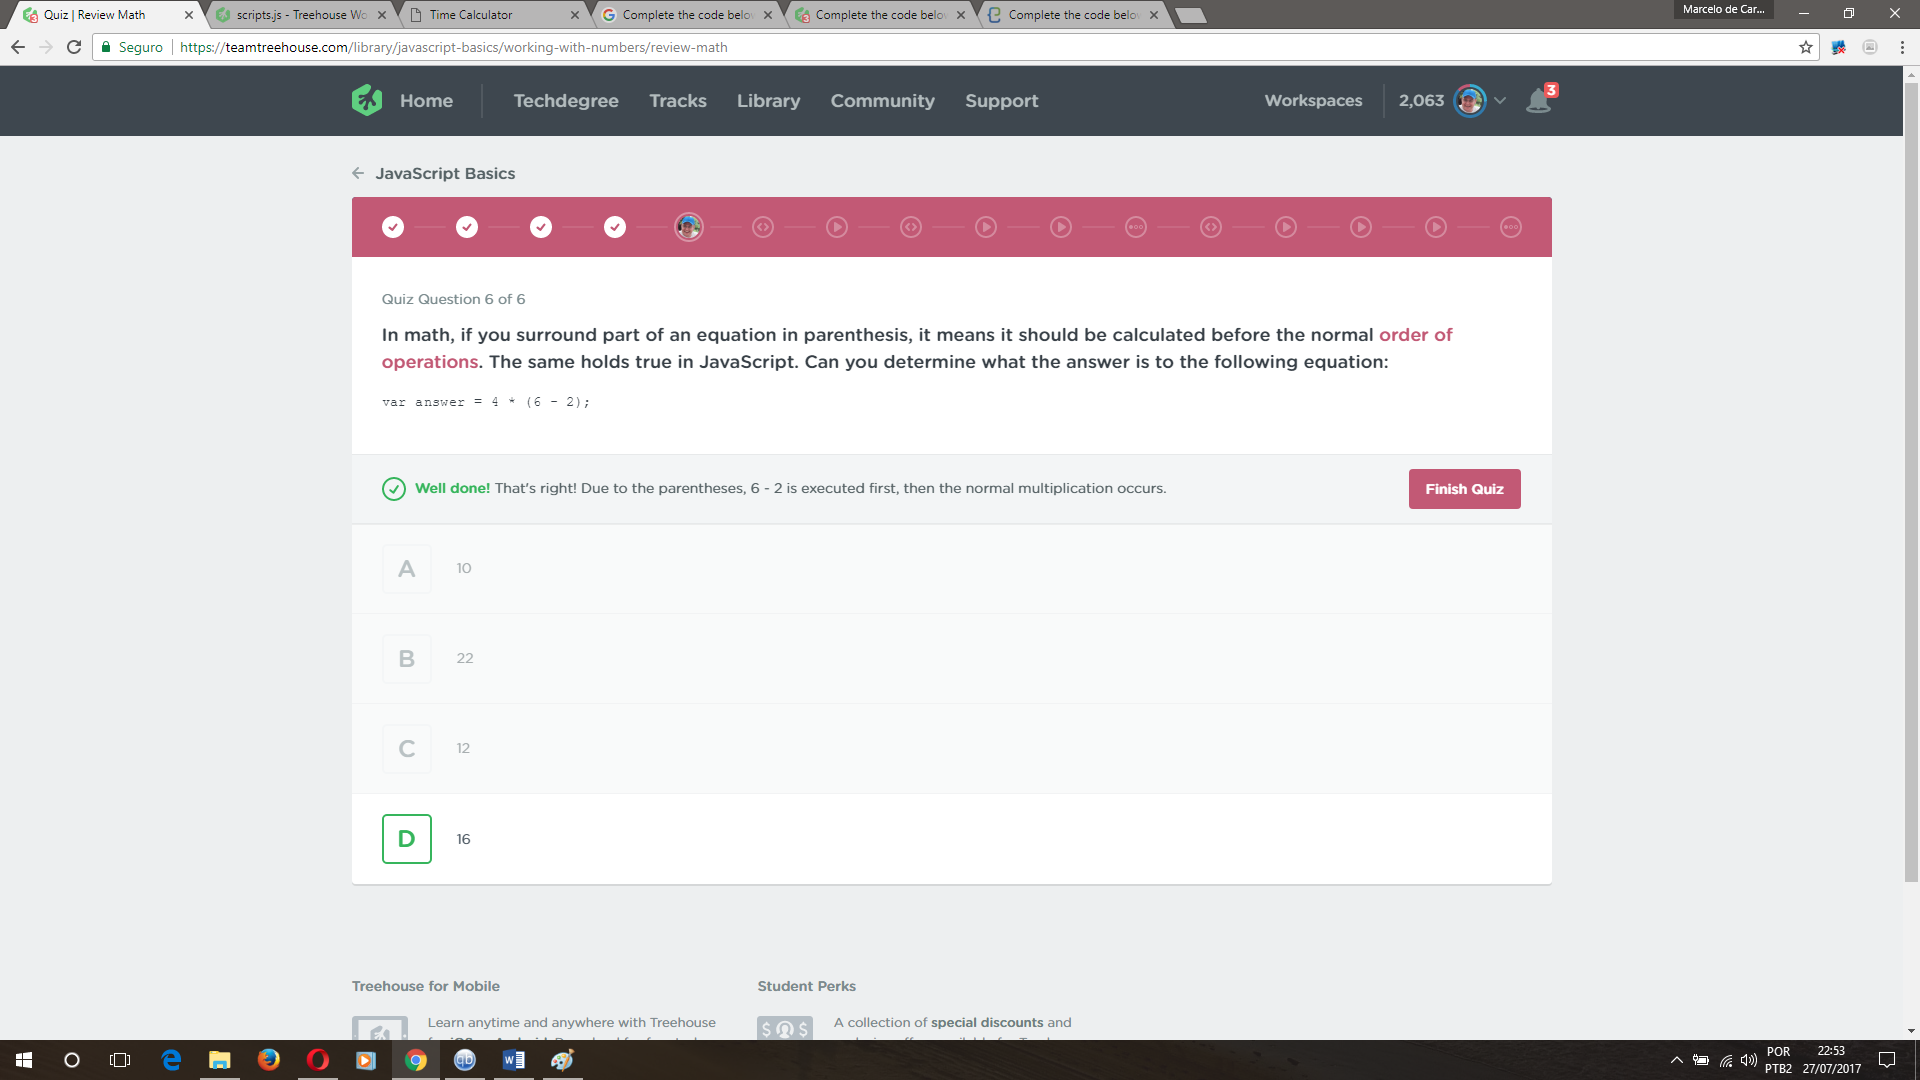 Quiz | Review Math
scripts.js - Treehouse Wo
Time Calculator
Complete the code belov
Complete the code belov
Complete the code belov
Marcelo de Car...
Seguro
https://teamtreehouse.com/library/javascript-basics/working-with-numbers/review-math
Home
Techdegree
Tracks
Library
Community
Support
Workspaces
2,063
3
JavaScript Basics
Quiz Question 6 of 6
In math, if you surround part of an equation in parenthesis, it means it should be calculated before the normal order of
operations. The same holds true in JavaScript. Can you determine what the answer is to the following equation:
var answer = 4 * (6 - 2);
Well done! That's right! Due to the parentheses, 6 - 2 is executed first, then the normal multiplication occurs.
Finish Quiz
A 10
B 22
C 12
D 16
Treehouse for Mobile
Student Perks
Learn anytime and anywhere with Treehouse
A collection of special discounts and
POR
PTB2
22:53
27/07/2017